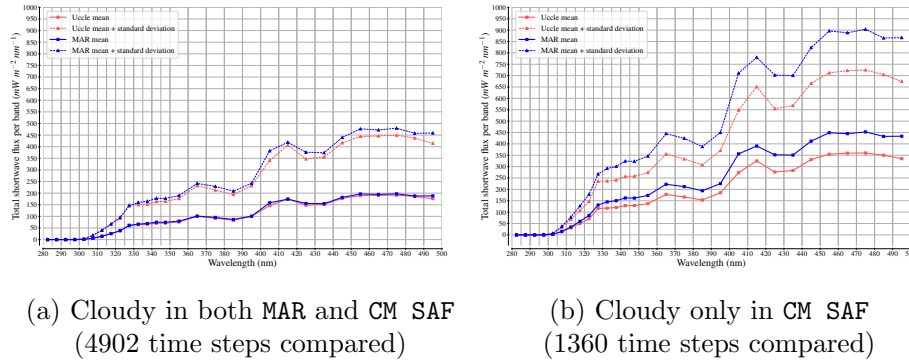 Total shortwave flux per band (mW m⁻² nm⁻¹)
1000
950
900
850
800
750
700
650
600
550
500
450
400
350
300
250
200
150
100
50
0
Uccle mean
Uccle mean + standard deviation
MAR mean
MAR mean + standard deviation
280 290 300 310 320 330 340 350 360 370 380 390 400 410 420 430 440 450 460 470 480 490 500
Wavelength (nm)
(a) Cloudy in both MAR and CM SAF
(4902 time steps compared)
Total shortwave flux per band (mW m⁻² nm⁻¹)
1000
950
900
850
800
750
700
650
600
550
500
450
400
350
300
250
200
150
100
50
0
Uccle mean
Uccle mean + standard deviation
MAR mean
MAR mean + standard deviation
280 290 300 310 320 330 340 350 360 370 380 390 400 410 420 430 440 450 460 470 480 490 500
Wavelength (nm)
(b) Cloudy only in CM SAF
(1360 time steps compared)